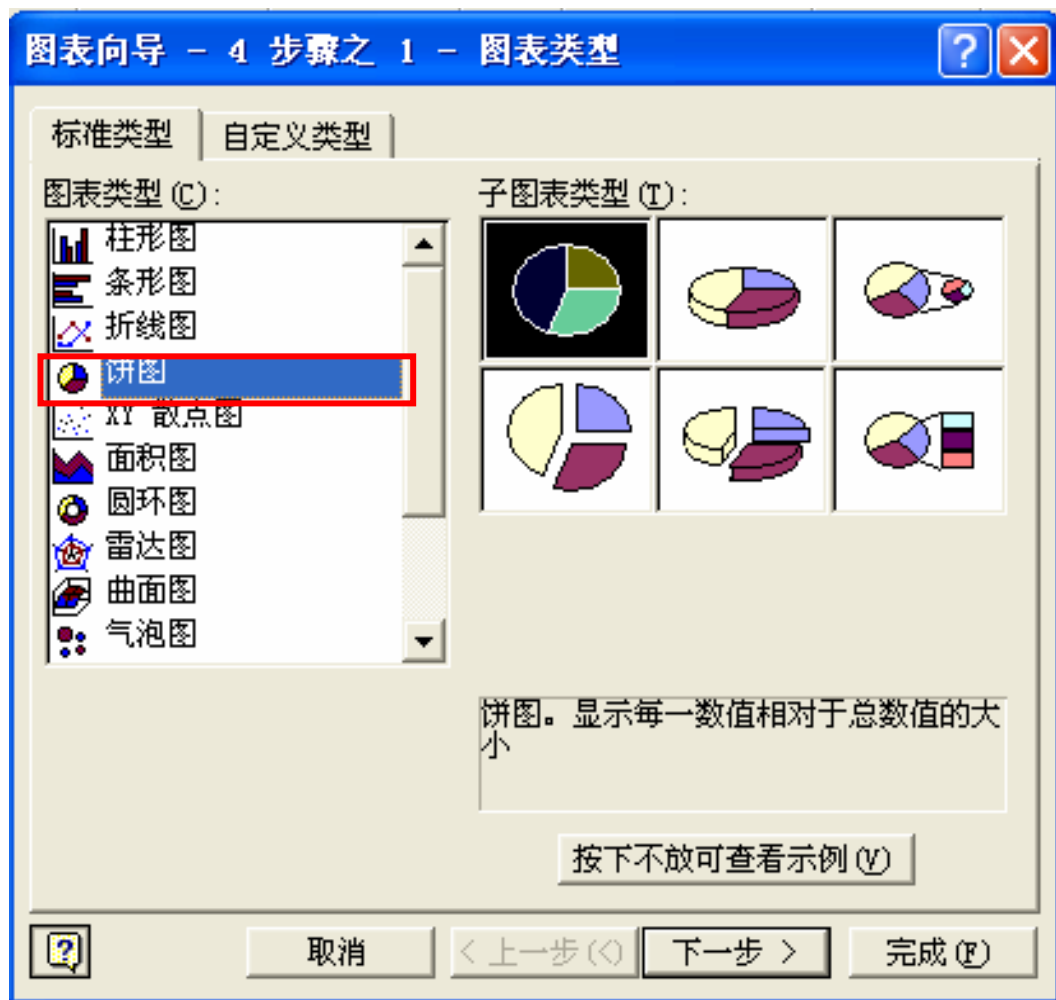 图表向导 - 4 步骤之 1 - 图表类型
标准类型
自定义类型
图表类型(C):
柱形图
条形图
折线图
饼图
XY 散点图
面积图
圆环图
雷达图
曲面图
气泡图
子图表类型(T):
饼图。显示每一数值相对于总数值的大
小
按下不放可查看示例(V)
取消
< 上一步(<)
下一步 >
完成(F)